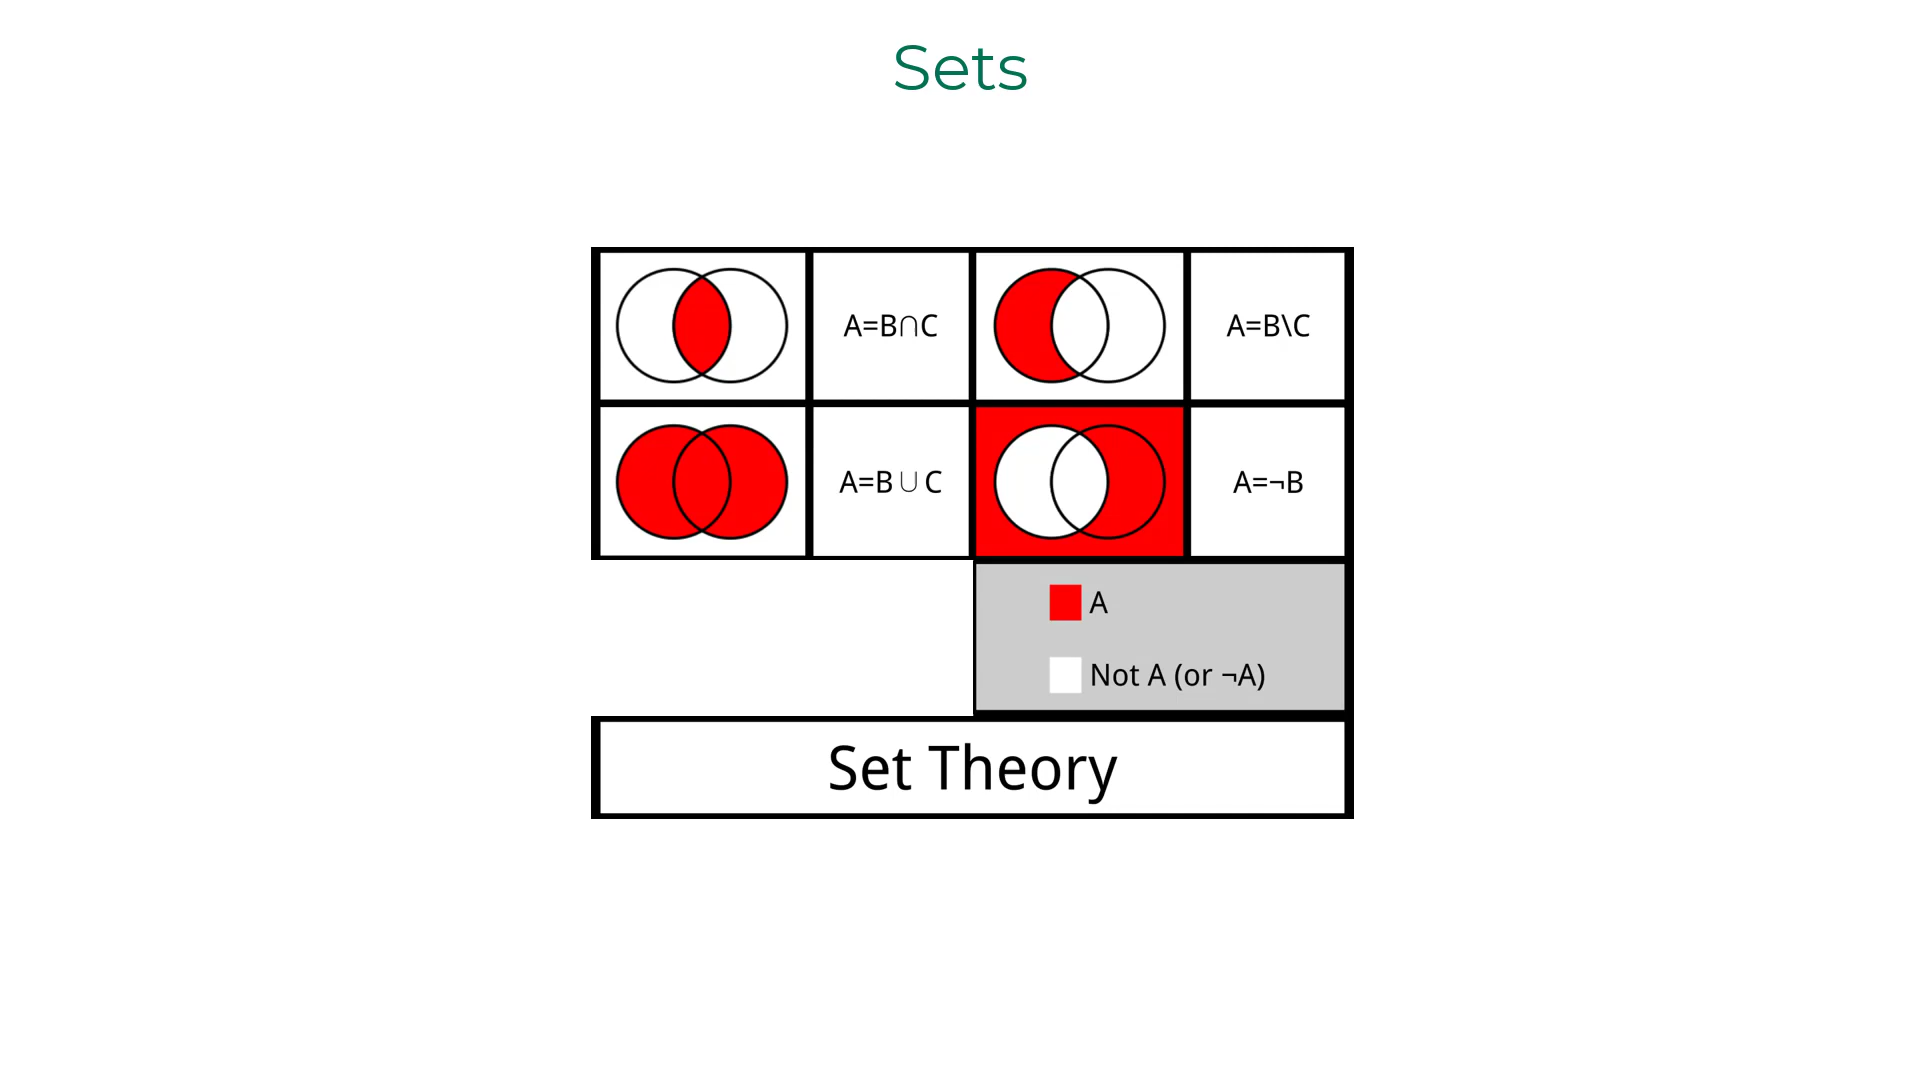 Sets
A=B∩C
A=B\C
A=B∪C
A=¬B
A
Not A (or ¬A)
Set Theory